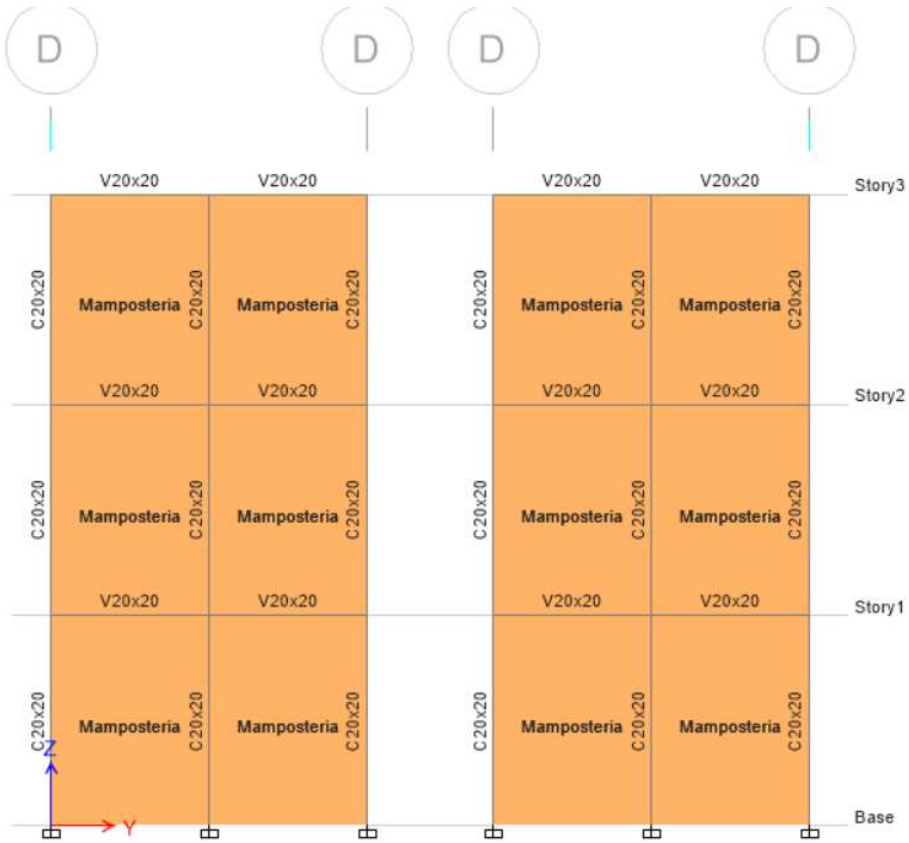 D D D D
V20x20 V20x20 V20x20 V20x20 Story3
C20x20 Mamposteria C20x20 Mamposteria C20x20 C20x20 Mamposteria C20x20 Mamposteria C20x20
V20x20 V20x20 V20x20 V20x20 Story2
C20x20 Mamposteria C20x20 Mamposteria C20x20 C20x20 Mamposteria C20x20 Mamposteria C20x20
V20x20 V20x20 V20x20 V20x20 Story1
C20x20 Mamposteria C20x20 Mamposteria C20x20 C20x20 Mamposteria C20x20 Mamposteria C20x20
Z
Y Base